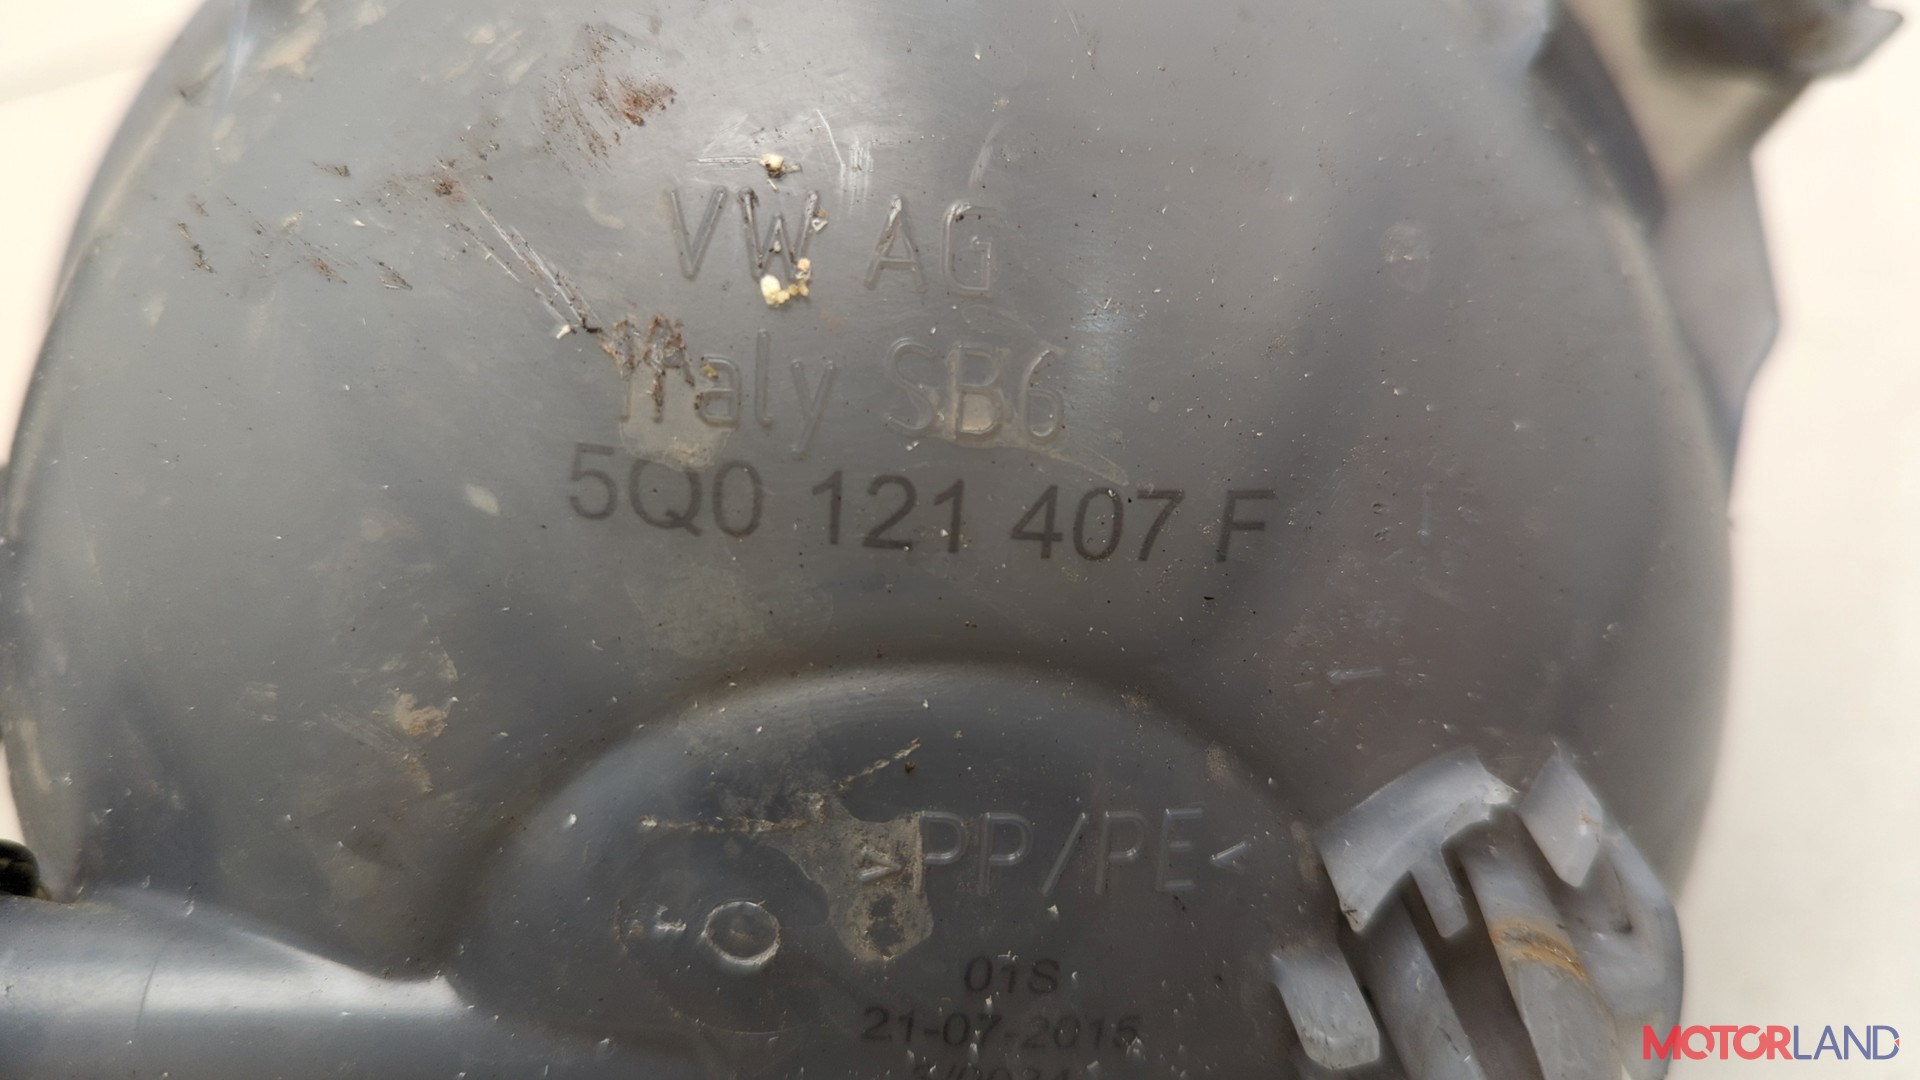 VW AG
Italy SB6
5Q0 121 407 F
>PP/PE<
01S
21-07-2015
MOTORLAND